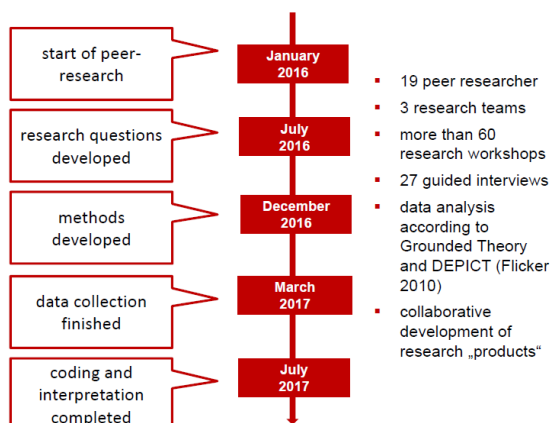 start of peer-
research
January
2016
research questions
developed
July
2016
methods
developed
December
2016
data collection
finished
March
2017
coding and
interpretation
completed
July
2017
▪ 19 peer researcher
▪ 3 research teams
▪ more than 60
research workshops
▪ 27 guided interviews
▪ data analysis
according to
Grounded Theory
and DEPICT (Flicker
2010)
▪ collaborative
development of
research „products“